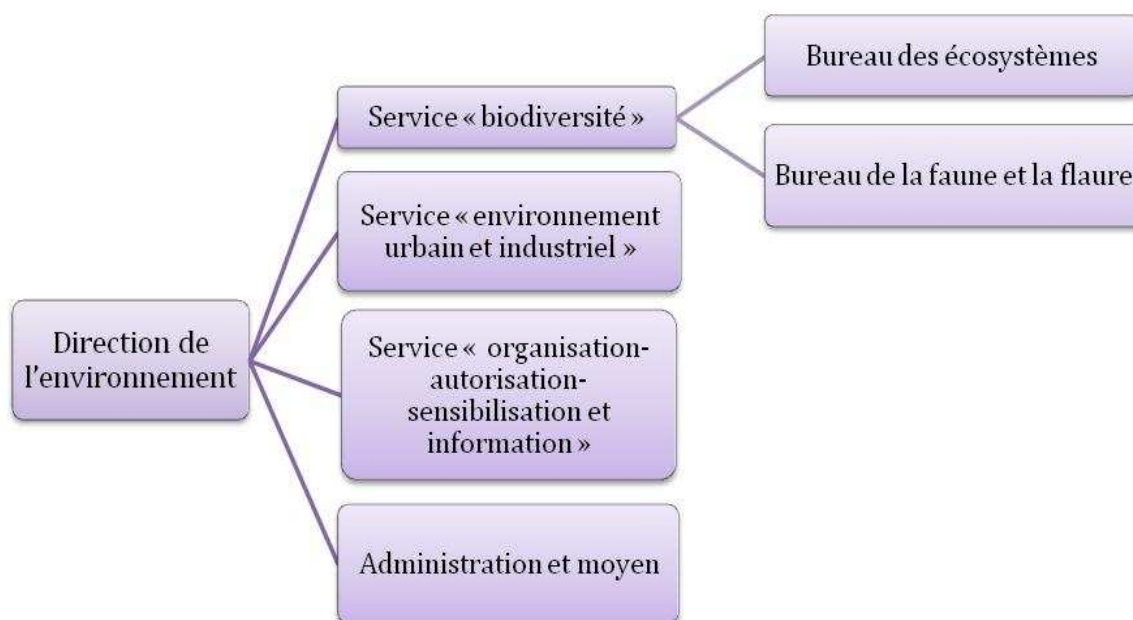 Direction de
l'environnement
Service « biodiversité »
Service « environnement
urbain et industriel »
Service « organisation-
autorisation-
sensibilisation et
information »
Administration et moyen
Bureau des écosystèmes
Bureau de la faune et la flaure